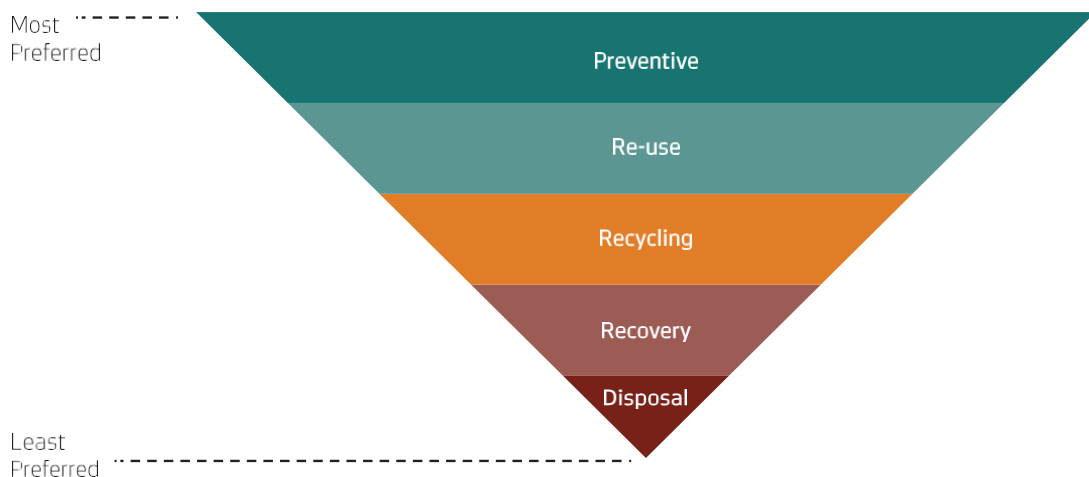 Most
Preferred
Preventive
Re-use
Recycling
Recovery
Disposal
Least
Preferred